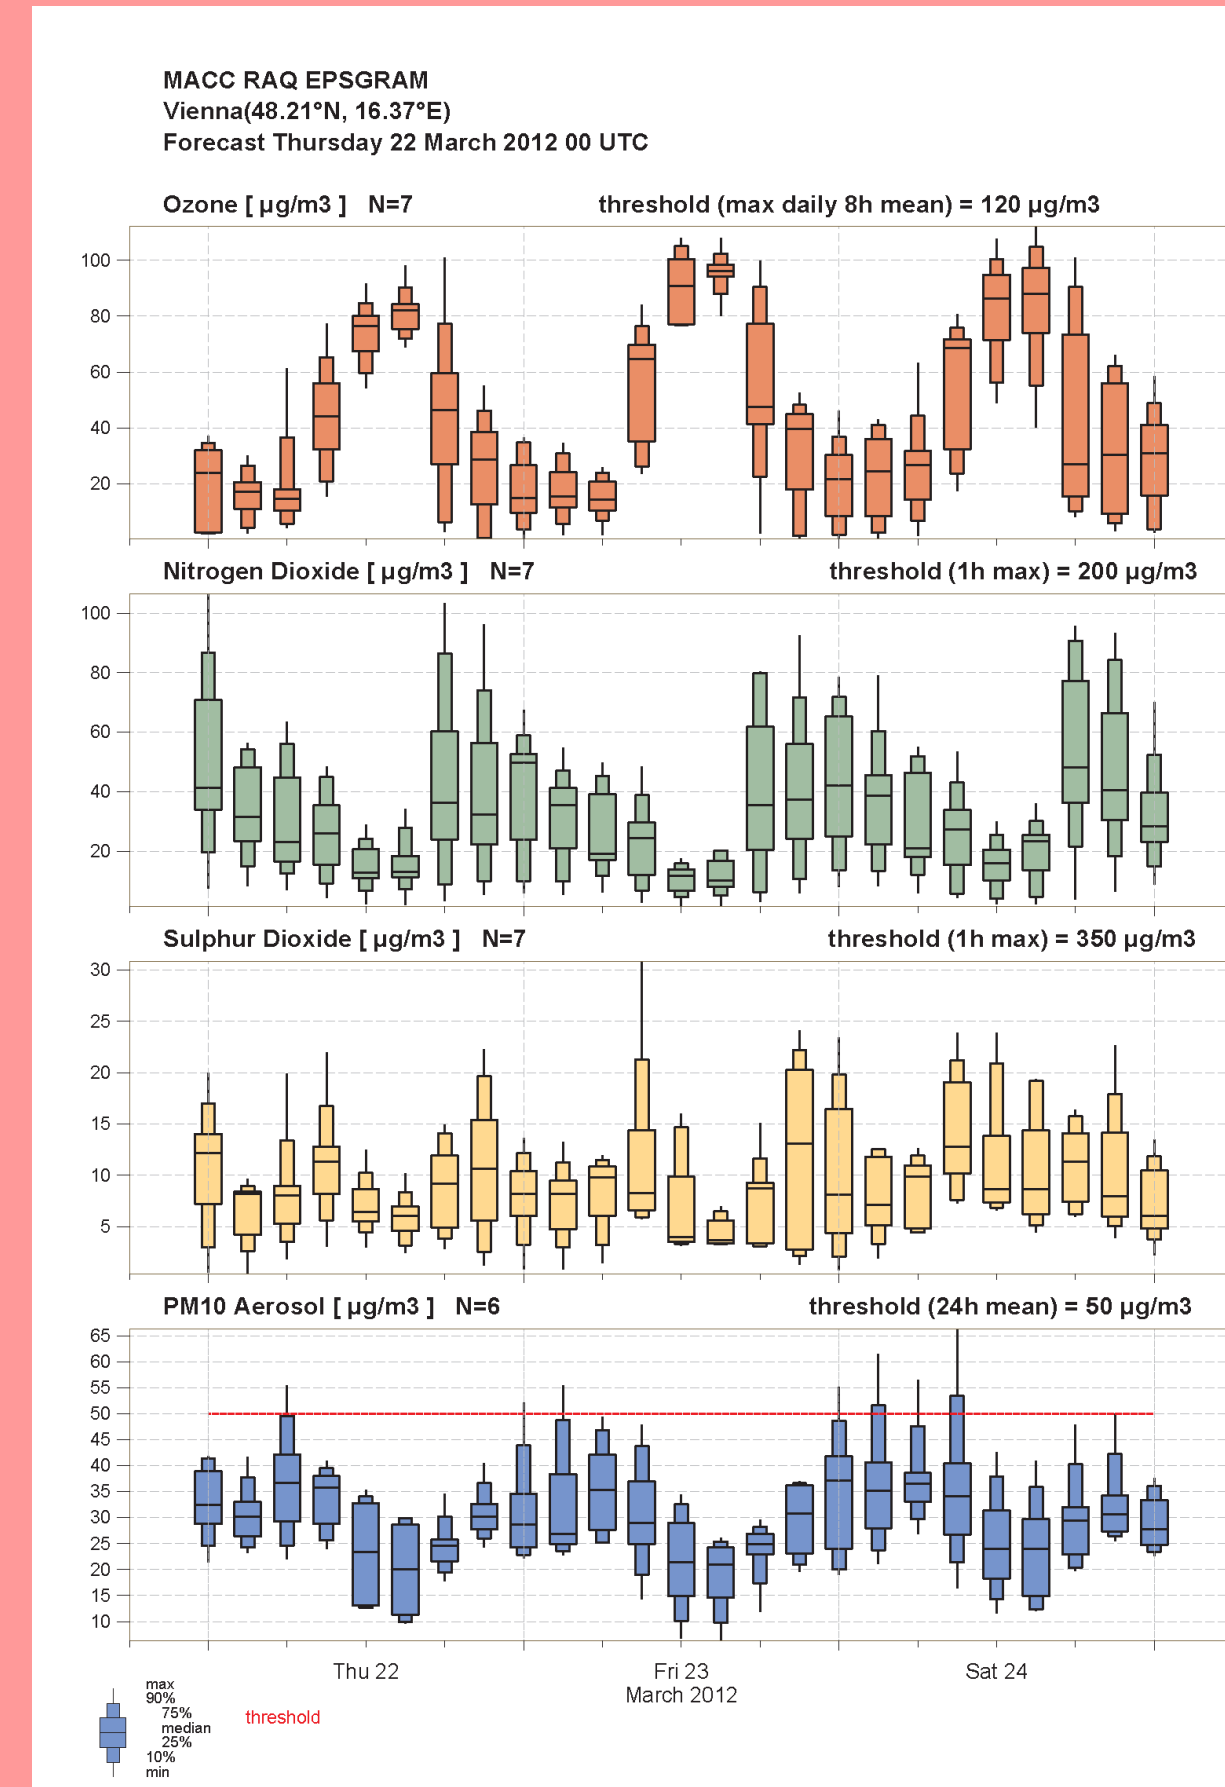 MACC RAQ EPSGRAM
Vienna(48.21°N, 16.37°E)
Forecast Thursday 22 March 2012 00 UTC
Ozone [ µg/m3 ] N=7 threshold (max daily 8h mean) = 120 µg/m3
100
80
60
40
20
Nitrogen Dioxide [ µg/m3 ] N=7 threshold (1h max) = 200 µg/m3
100
80
60
40
20
Sulphur Dioxide [ µg/m3 ] N=7 threshold (1h max) = 350 µg/m3
30
25
20
15
10
5
PM10 Aerosol [ µg/m3 ] N=6 threshold (24h mean) = 50 µg/m3
65
60
55
50
45
40
35
30
25
20
15
10
Thu 22 Fri 23 Sat 24
March 2012
max
90%
75%
median
25%
10%
min
threshold